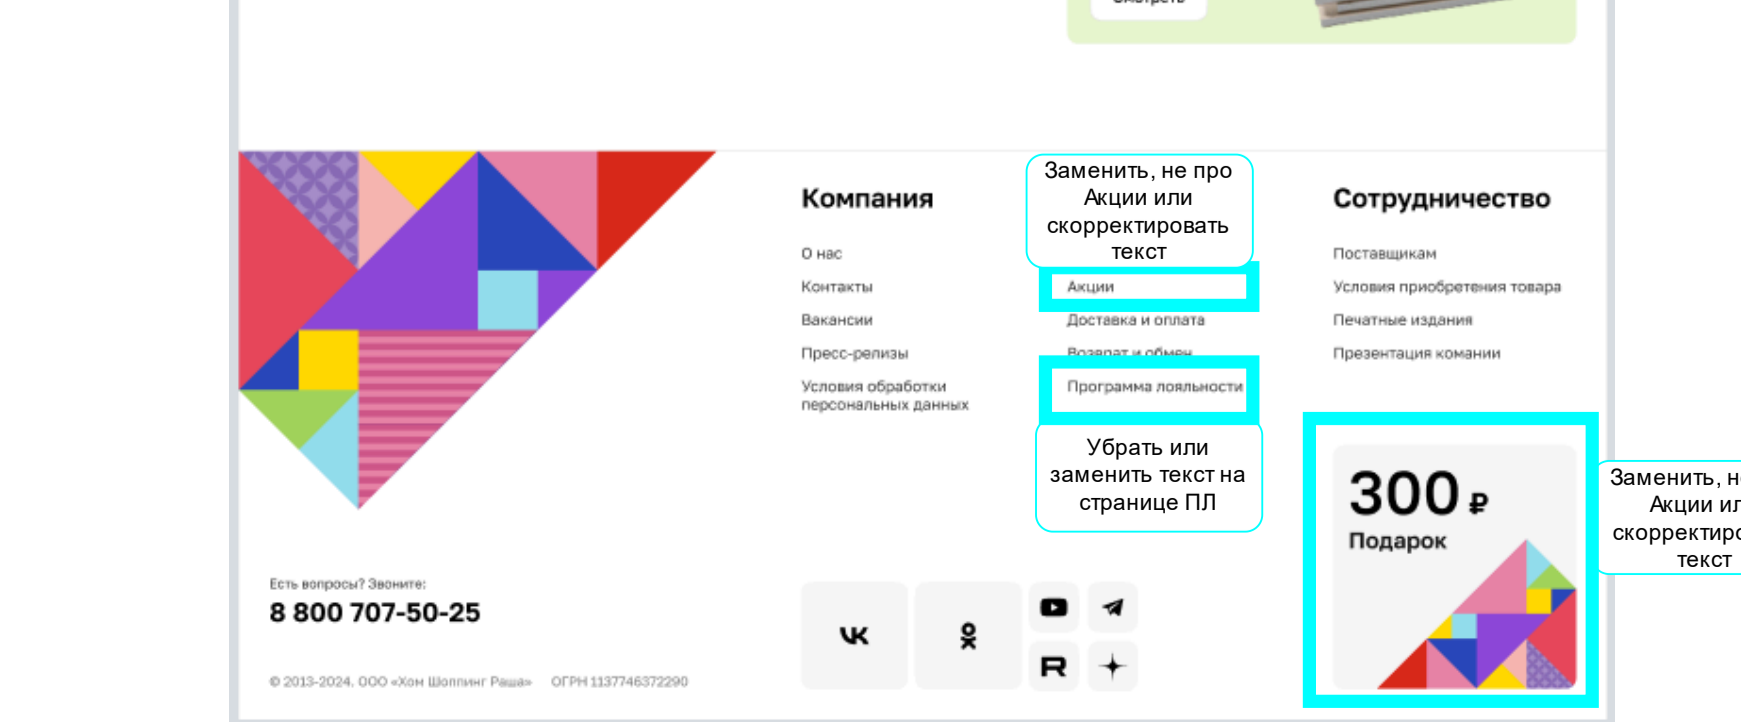 Смотреть
Компания
О нас
Контакты
Вакансии
Пресс-релизы
Условия обработки
персональных данных
Заменить, не про
Акции или
скорректировать
текст
Акции
Доставка и оплата
Возврат и обмен
Программа лояльности
Убрать или
заменить текст на
странице ПЛ
Сотрудничество
Поставщикам
Условия приобретения товара
Печатные издания
Презентация комании
300 ₽
Подарок
Заменить,
Акции
текст
Есть вопросы? Звоните:
8 800 707-50-25
© 2013-2024, ООО «Хом Шоппинг Раша» ОГРН 1137746372290